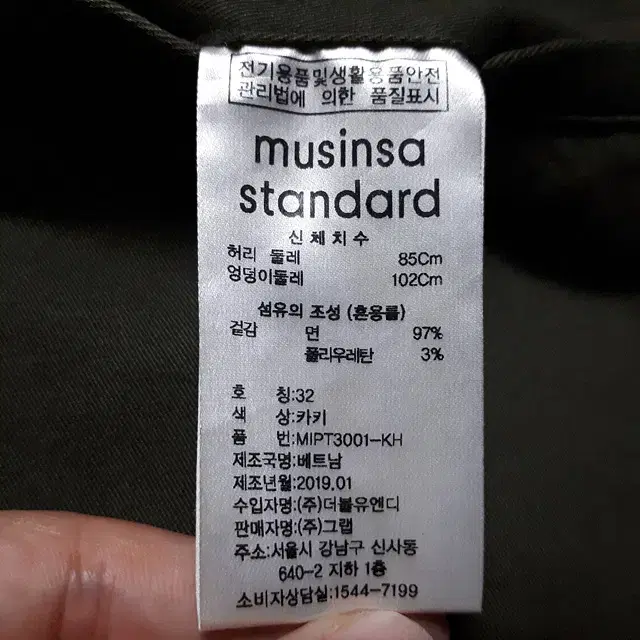 전기용품및생활용품안전
관리법에 의한 품질표시
musinsa
standard
신체치수
허리 둘레 85Cm
엉덩이둘레 102Cm
섬유의 조성 (혼용률)
겉감 면 97%
폴리우레탄 3%
호 칭:32
색 상:카키
품 번:MIPT3001-KH
제조국명:베트남
제조년월:2019.01
수입자명:(주)더블유엔디
판매자명:(주)그랩
주소:서울시 강남구 신사동
640-2 지하 1층
소비자상담실:1544-7199